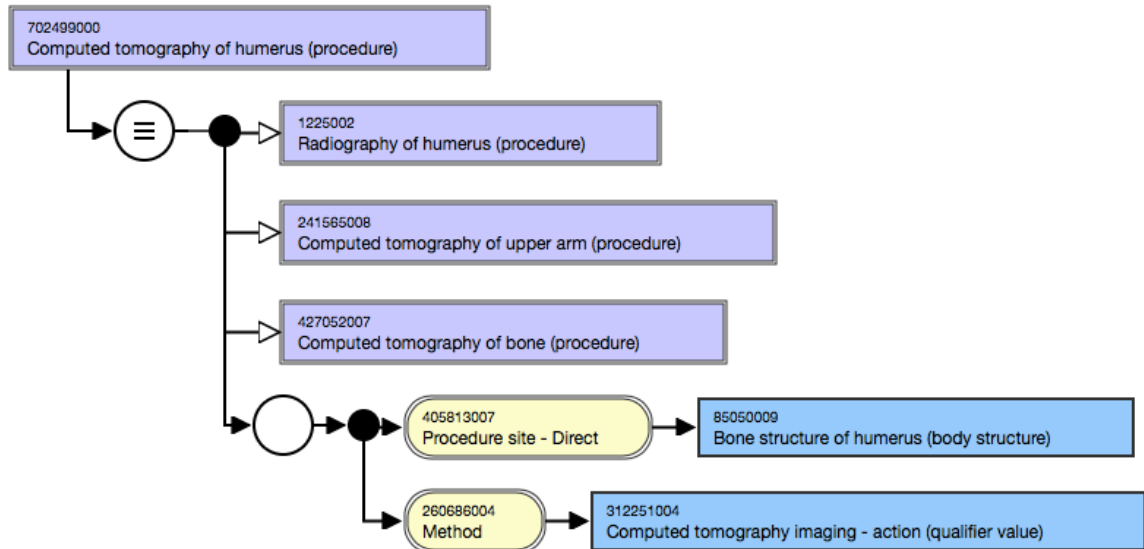 702499000
Computed tomography of humerus (procedure)
1225002
Radiography of humerus (procedure)
241565008
Computed tomography of upper arm (procedure)
427052007
Computed tomography of bone (procedure)
405813007
Procedure site - Direct
85050009
Bone structure of humerus (body structure)
260686004
Method
312251004
Computed tomography imaging - action (qualifier value)